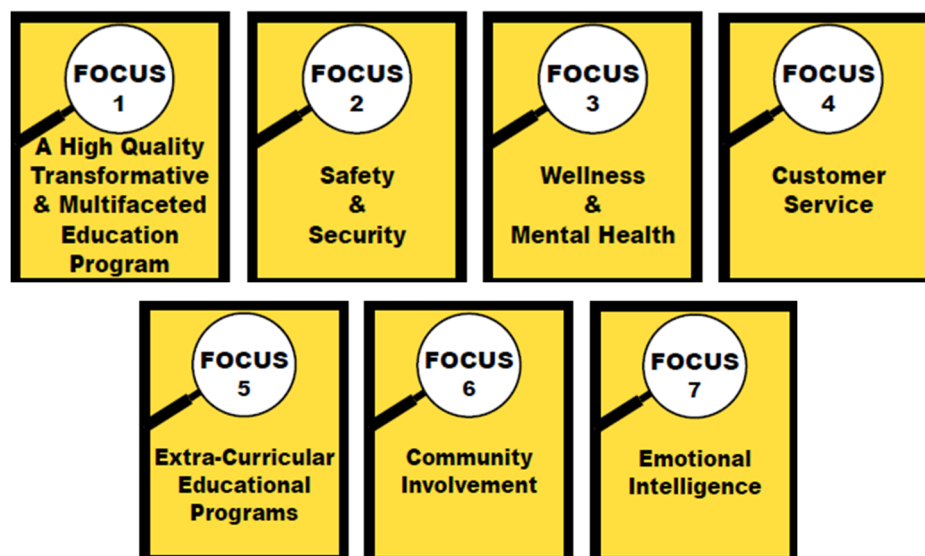 FOCUS
1
A High Quality
Transformative
& Multifaceted
Education
Program
FOCUS
2
Safety
&
Security
FOCUS
3
Wellness
&
Mental Health
FOCUS
4
Customer
Service
FOCUS
5
Extra-Curricular
Educational
Programs
FOCUS
6
Community
Involvement
FOCUS
7
Emotional
Intelligence